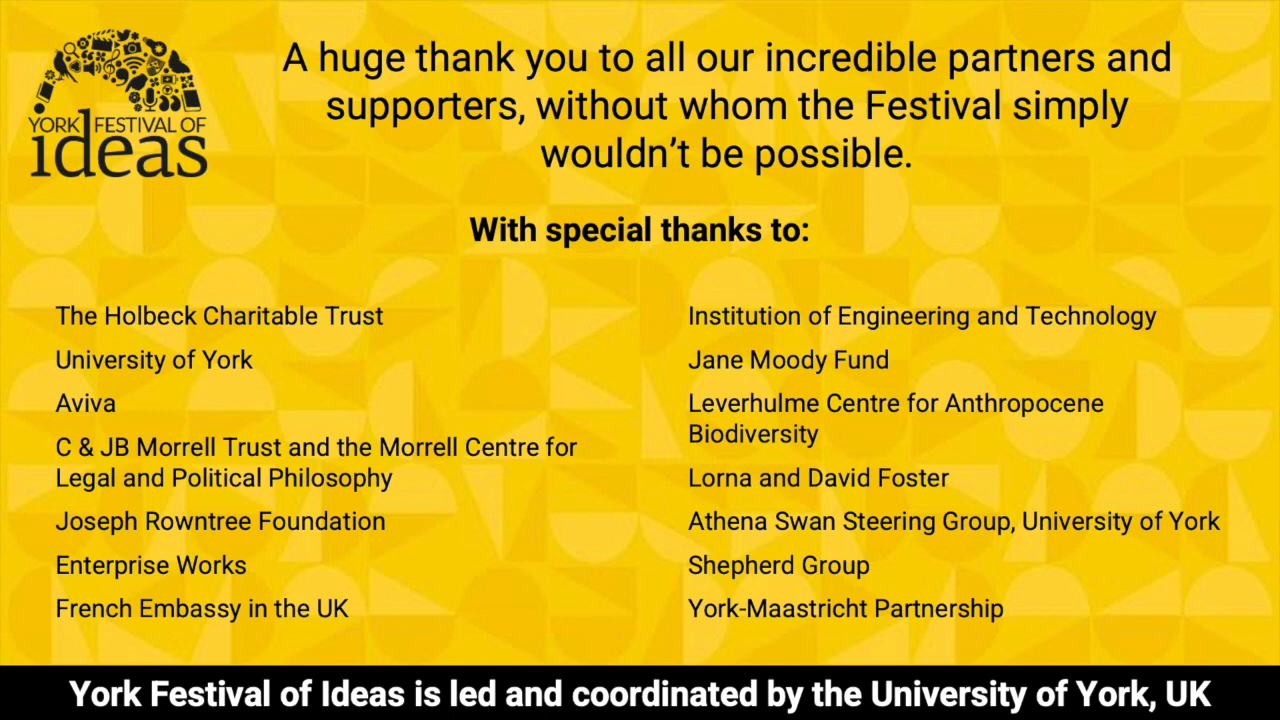 YORK FESTIVAL OF
ideas
A huge thank you to all our incredible partners and
supporters, without whom the Festival simply
wouldn't be possible.
With special thanks to:
The Holbeck Charitable Trust
University of York
Aviva
C & JB Morrell Trust and the Morrell Centre for
Legal and Political Philosophy
Joseph Rowntree Foundation
Enterprise Works
French Embassy in the UK
Institution of Engineering and Technology
Jane Moody Fund
Leverhulme Centre for Anthropocene
Biodiversity
Lorna and David Foster
Athena Swan Steering Group, University of York
Shepherd Group
York-Maastricht Partnership
York Festival of Ideas is led and coordinated by the University of York, UK